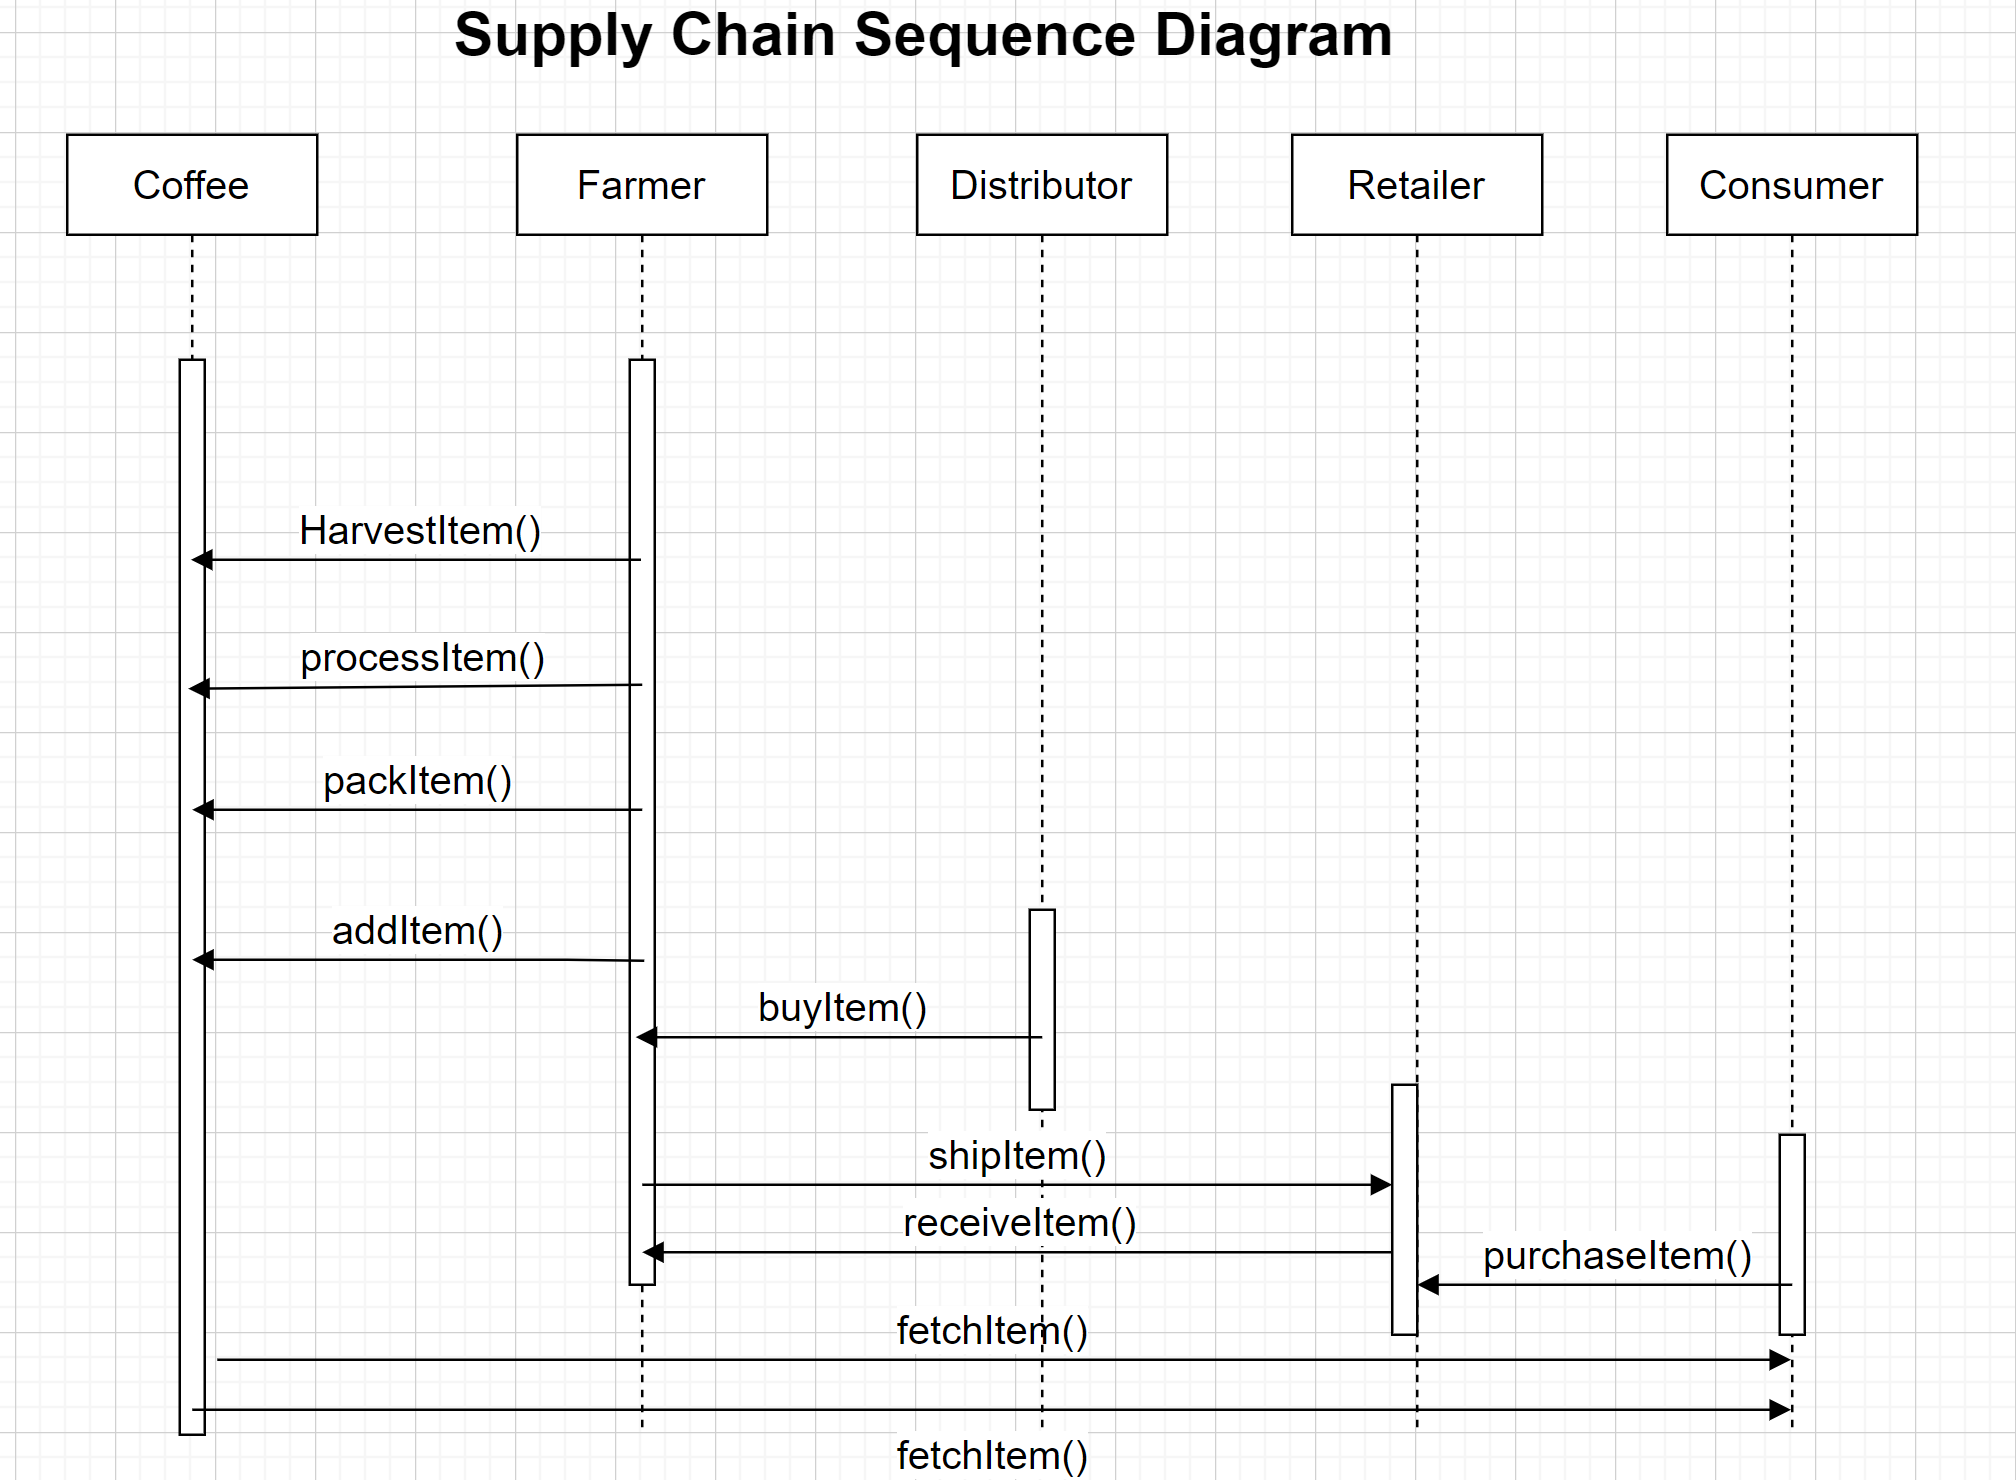 Supply Chain Sequence Diagram
Coffee
Farmer
Distributor
Retailer
Consumer
HarvestItem()
processItem()
packItem()
addItem()
buyItem()
shipItem()
receiveItem()
purchaseItem()
fetchItem()
fetchItem()